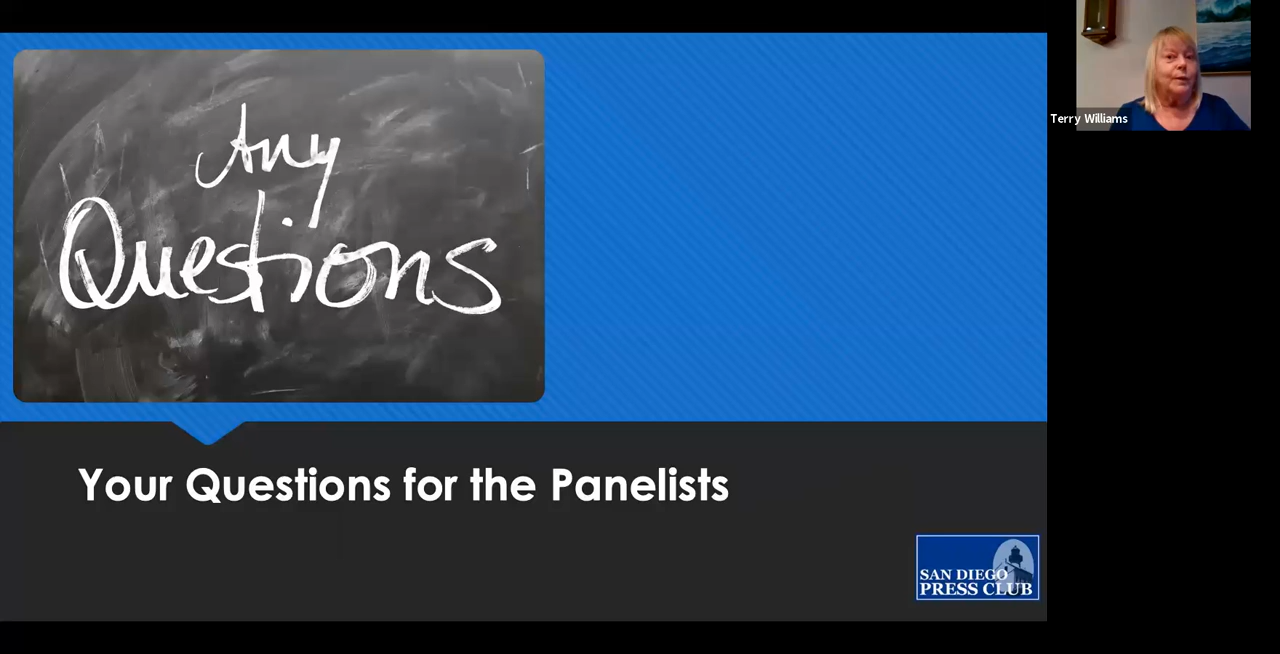 Any
Questions
Terry Williams
Your Questions for the Panelists
SAN DIEGO
PRESS CLUB